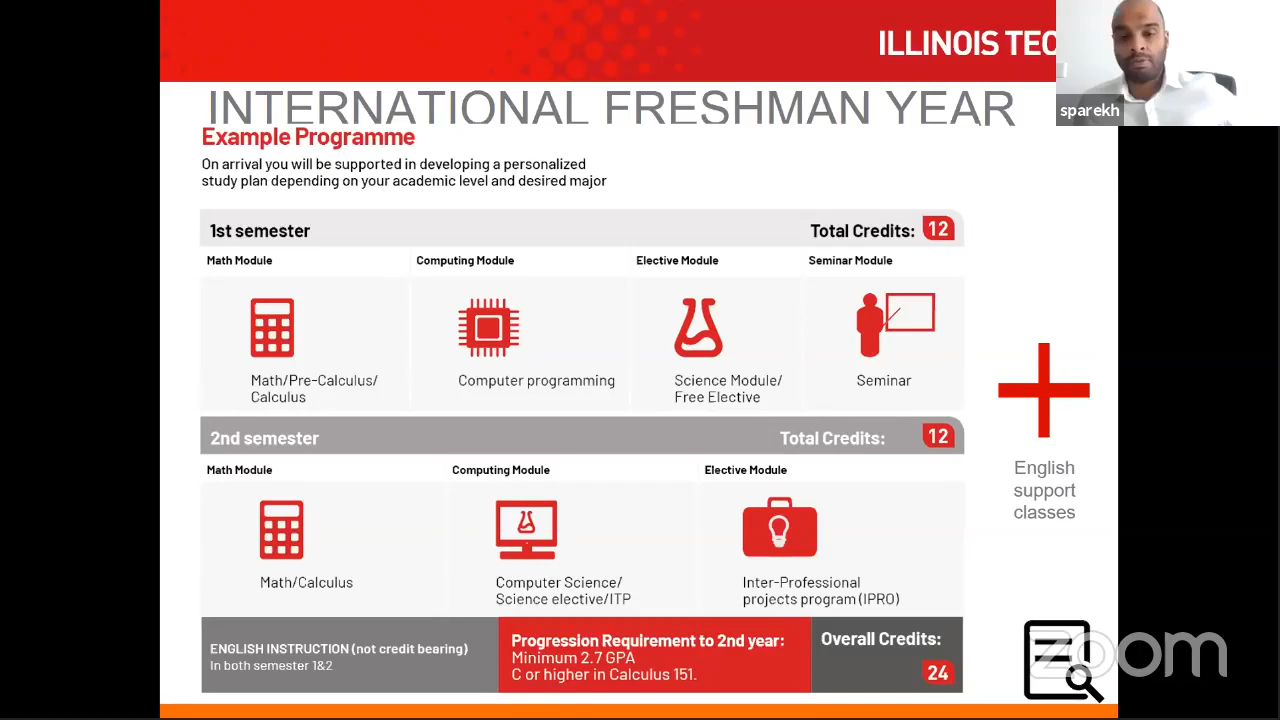 ILLINOIS TEC
sparekh
INTERNATIONAL FRESHMAN YEAR
Example Programme
On arrival you will be supported in developing a personalized
study plan depending on your academic level and desired major
1st semester Total Credits: 12
Math Module Computing Module Elective Module Seminar Module
Math/Pre-Calculus/
Calculus
Computer programming
Science Module/
Free Elective
Seminar
2nd semester Total Credits: 12
Math Module Computing Module Elective Module
Math/Calculus
Computer Science/
Science elective/ITP
Inter-Professional
projects program (IPRO)
English
support
classes
ENGLISH INSTRUCTION (not credit bearing)
In both semester 1&2
Progression Requirement to 2nd year:
Minimum 2.7 GPA
C or higher in Calculus 151.
Overall Credits:
24
zoom